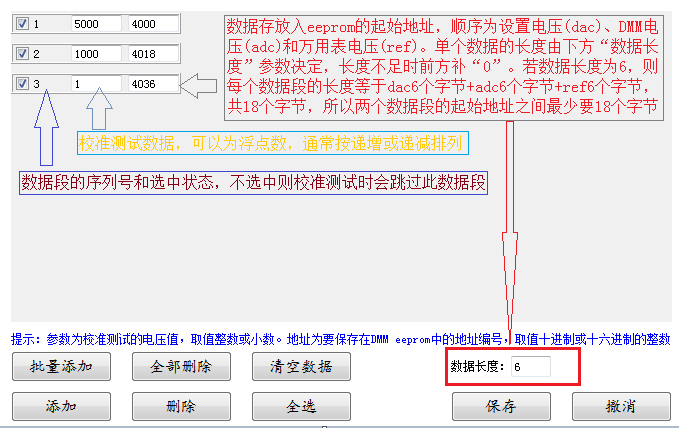 1 5000 4000
2 1000 4018
3 1 4036
数据存放入eeprom的起始地址，顺序为设置电压(dac)、DMM电
压(adc)和万用表电压(ref)。单个数据的长度由下方“数据长
度”参数决定，长度不足时前方补“0”。若数据长度为6，则
每个数据段的长度等于dac6个字节+adc6个字节+ref6个字节，
共18个字节，所以两个数据段的起始地址之间最少要18个字节
校准测试数据，可以为浮点数，通常按递增或递减排列
数据段的序列号和选中状态，不选中则校准测试时会跳过此数据段
提示：参数为校准测试的电压值，取值整数或小数。地址为要保存在DMM eeprom中的地址编号，取值十进制或十六进制的整数
批量添加 全部删除 清空数据 数据长度：6
添加 删除 全选 保存 撤消